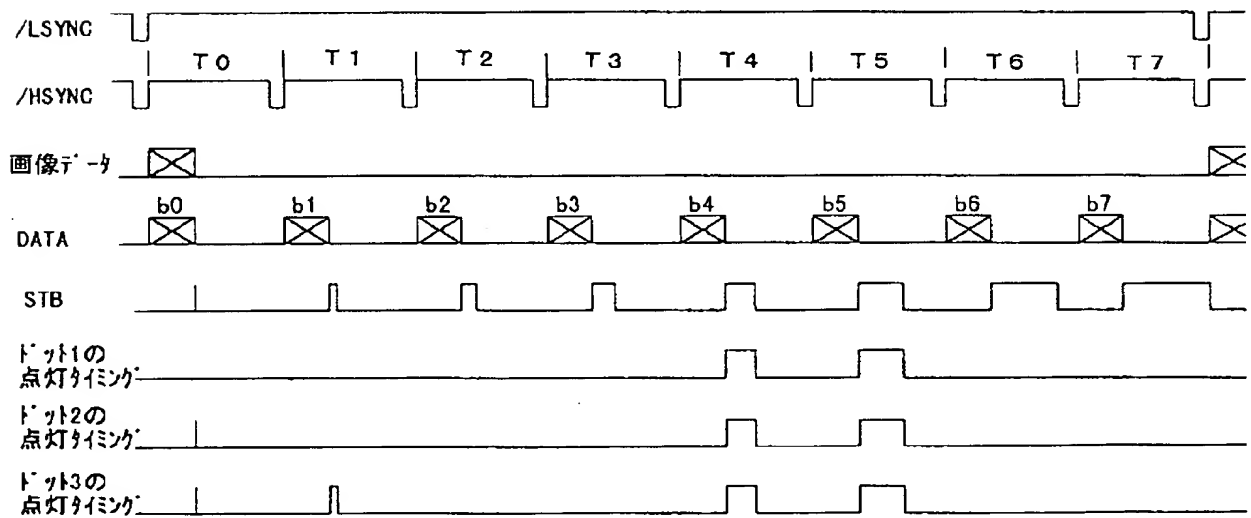 /LSYNC
T0 T1 T2 T3 T4 T5 T6 T7
/HSYNC
画像ﾃﾞｰﾀ
b0 b1 b2 b3 b4 b5 b6 b7
DATA
STB
ﾄﾞｯﾄ1の
点灯ﾀｲﾐﾝｸﾞ
ﾄﾞｯﾄ2の
点灯ﾀｲﾐﾝｸﾞ
ﾄﾞｯﾄ3の
点灯ﾀｲﾐﾝｸﾞ